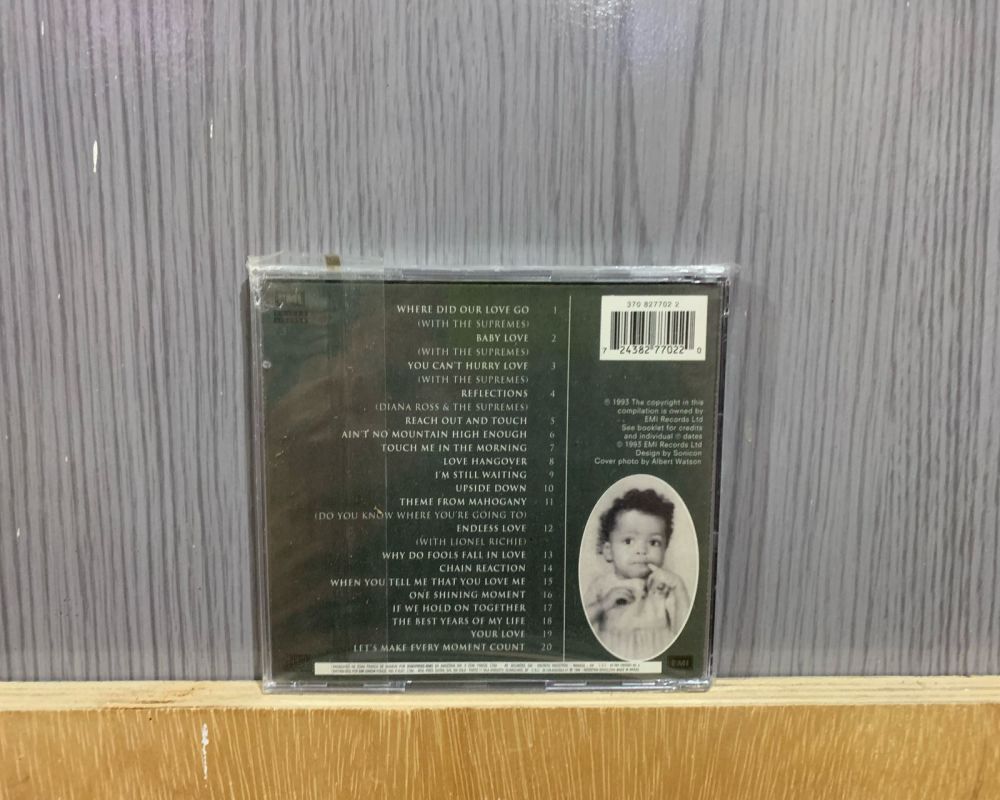 WHERE DID OUR LOVE GO 1
(WITH THE SUPREMES)
BABY LOVE 2
(WITH THE SUPREMES)
YOU CAN'T HURRY LOVE 3
(WITH THE SUPREMES)
REFLECTIONS 4
(DIANA ROSS & THE SUPREMES)
REACH OUT AND TOUCH 5
AIN'T NO MOUNTAIN HIGH ENOUGH 6
TOUCH ME IN THE MORNING 7
LOVE HANGOVER 8
I'M STILL WAITING 9
UPSIDE DOWN 10
THEME FROM MAHOGANY 11
(DO YOU KNOW WHERE YOU'RE GOING TO)
ENDLESS LOVE 12
(WITH LIONEL RICHIE)
WHY DO FOOLS FALL IN LOVE 13
CHAIN REACTION 14
WHEN YOU TELL ME THAT YOU LOVE ME 15
ONE SHINING MOMENT 16
IF WE HOLD ON TOGETHER 17
THE BEST YEARS OF MY LIFE 18
YOUR LOVE 19
LET'S MAKE EVERY MOMENT COUNT 20
370 827702 2
7 24382 77022 0
℗ 1993 The copyright in this
compilation is owned by
EMI Records Ltd
See booklet for credits
and individual ℗ dates
© 1993 EMI Records Ltd
Design by Sonicon
Cover photo by Albert Watson
EMI